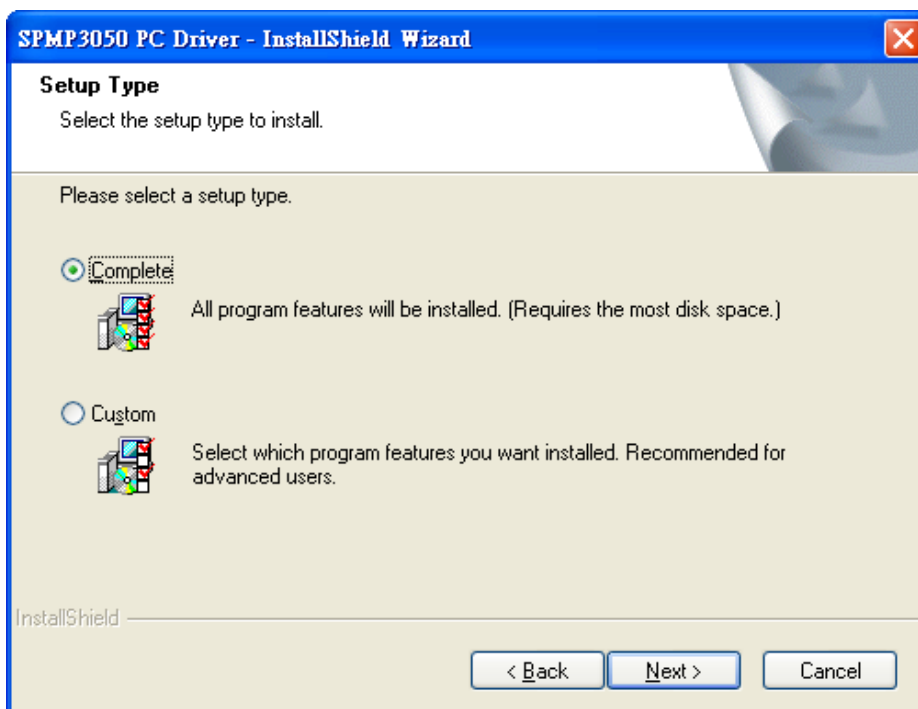 SPMP3050 PC Driver - InstallShield Wizard
Setup Type
Select the setup type to install.
Please select a setup type.
Complete
All program features will be installed. (Requires the most disk space.)
Custom
Select which program features you want installed. Recommended for
advanced users.
InstallShield
< Back
Next >
Cancel